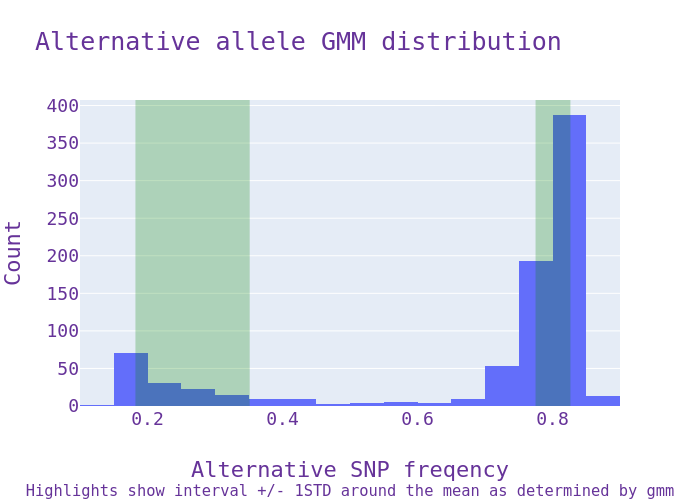 Alternative allele GMM distribution
400
350
300
250
200
150
100
50
0
Count
0.2 0.4 0.6 0.8
Alternative SNP freqency
Highlights show interval +/- 1STD around the mean as determined by gmm